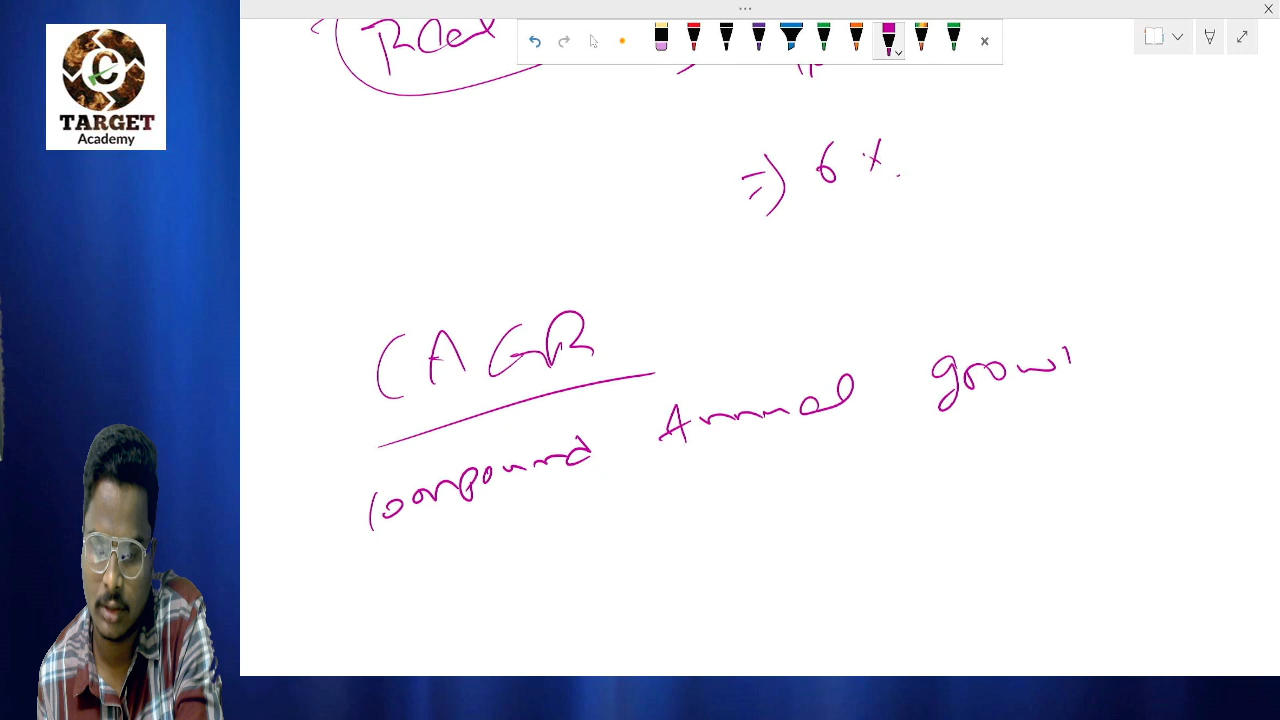 TARGET
Academy
Real
=> 6 %.
CAGR
compound Annual growt